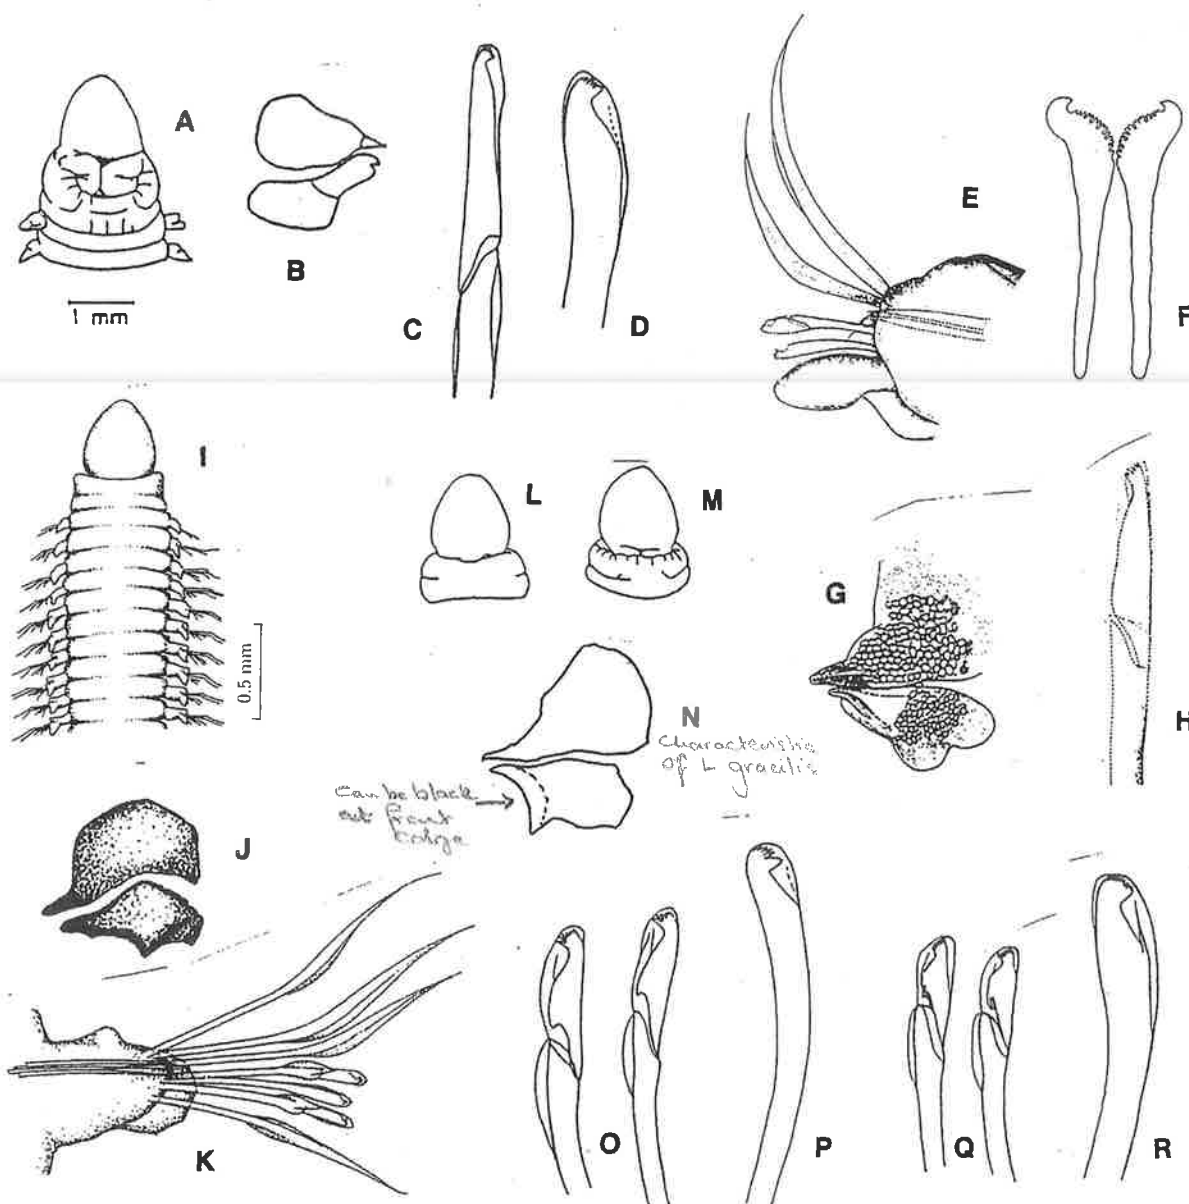 A
B
1 mm
C
D
E
F
I
0.5 mm
L
M
G
H
N
characteristic
of L gracilis
can be black
at front
edge
J
K
O
P
Q
R